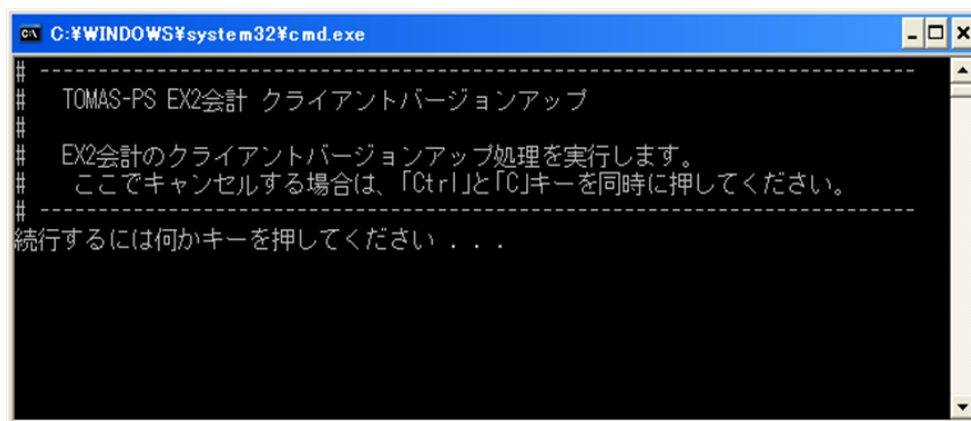 C:¥WINDOWS¥system32¥cmd.exe
# ------------------------------------------------------------------------
#   TOMAS-PS EX2会計 クライアントバージョンアップ
#
#   EX2会計のクライアントバージョンアップ処理を実行します。
#    ここでキャンセルする場合は、「Ctrl」と「C」キーを同時に押してください。
# ------------------------------------------------------------------------
続行するには何かキーを押してください . . .